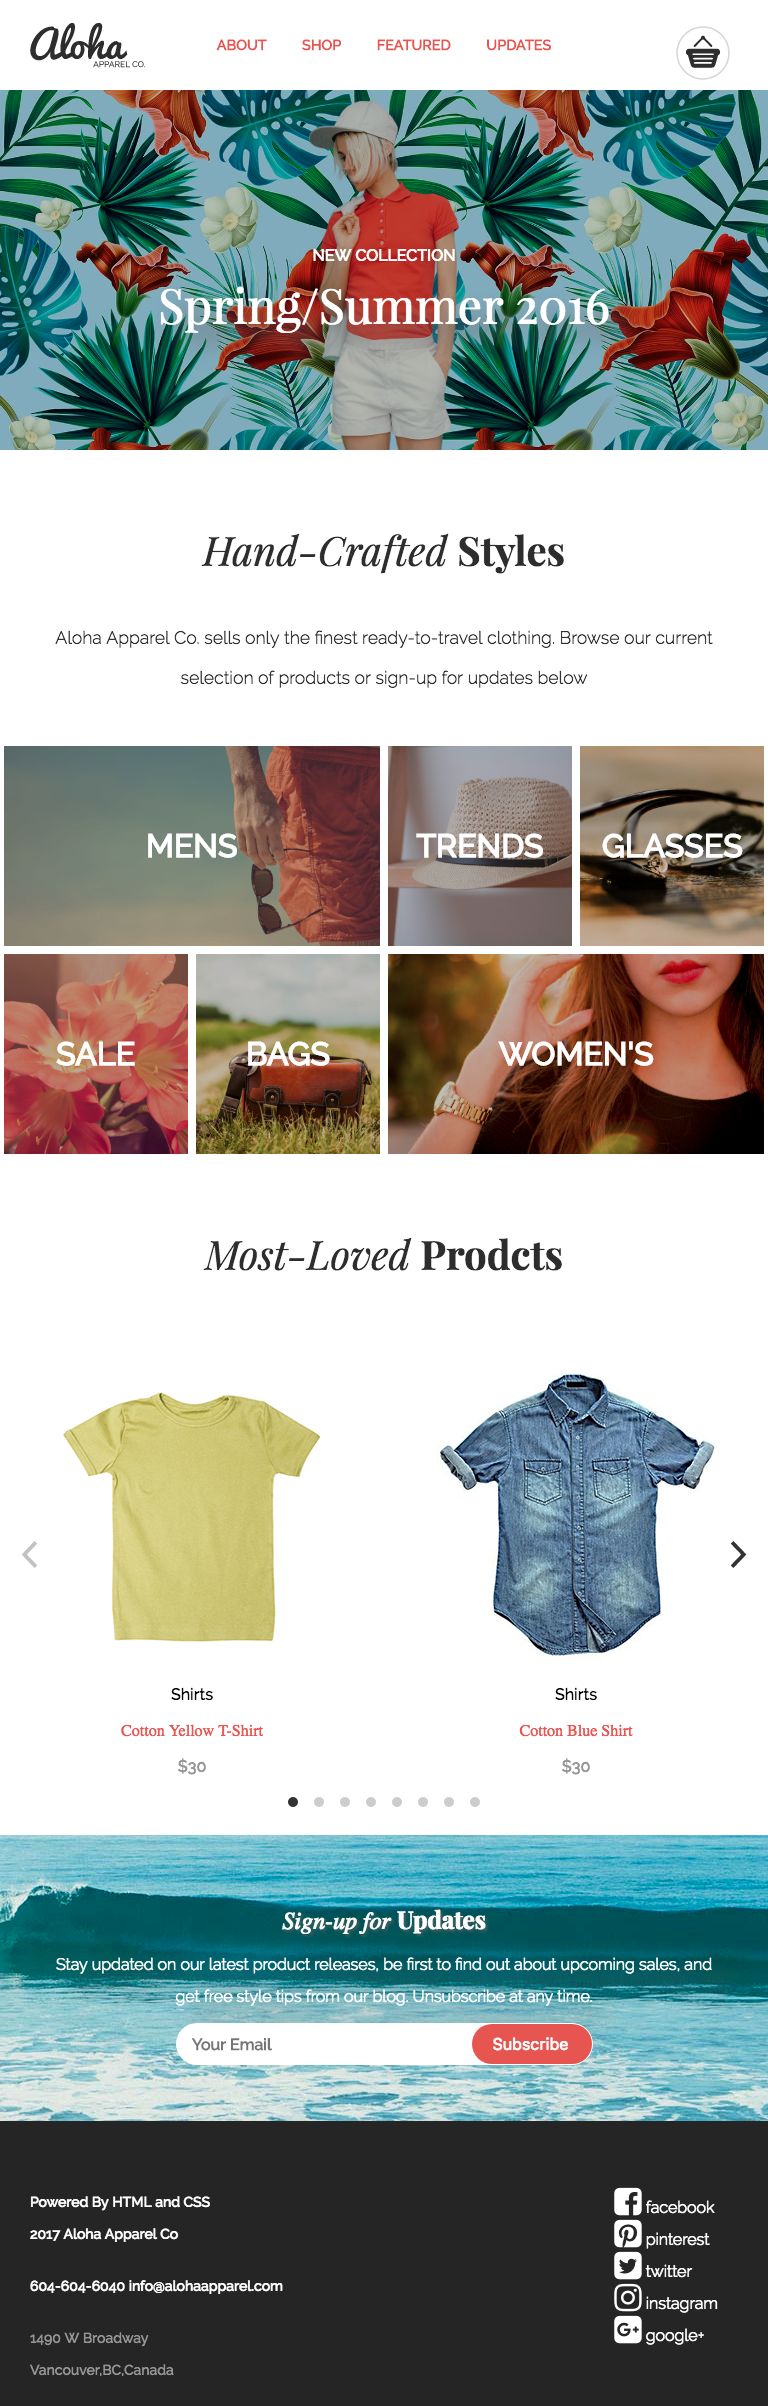 Aloha
APPAREL CO.
ABOUT SHOP FEATURED UPDATES
NEW COLLECTION
Spring/Summer 2016
Hand-Crafted Styles
Aloha Apparel Co. sells only the finest ready-to-travel clothing. Browse our current
selection of products or sign-up for updates below
MENS
TRENDS
GLASSES
SALE
BAGS
WOMEN'S
Most-Loved Prodcts
Shirts
Cotton Yellow T-Shirt
$30
Shirts
Cotton Blue Shirt
$30
Sign-up for Updates
Stay updated on our latest product releases, be first to find out about upcoming sales, and
get free style tips from our blog. Unsubscribe at any time.
Your Email
Subscribe
Powered By HTML and CSS
2017 Aloha Apparel Co
604-604-6040 info@alohaapparel.com
1490 W Broadway
Vancouver,BC,Canada
facebook
pinterest
twitter
instagram
google+